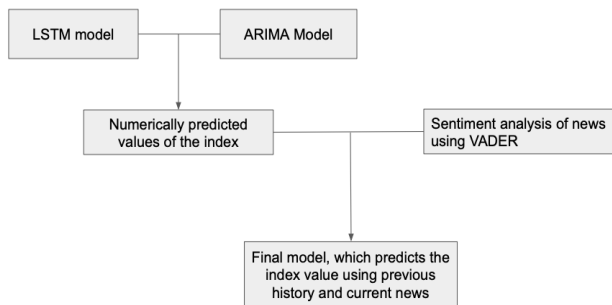 LSTM model
ARIMA Model
Numerically predicted
values of the index
Sentiment analysis of news
using VADER
Final model, which predicts the
index value using previous
history and current news